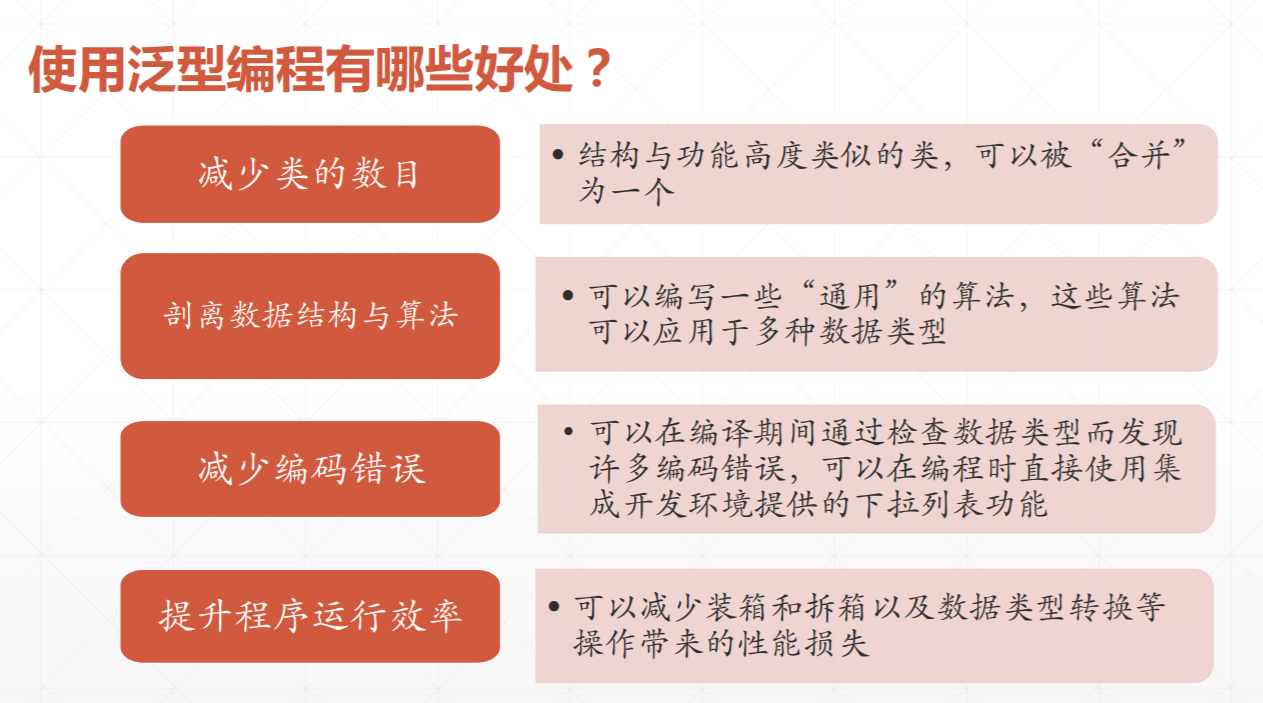 使用泛型编程有哪些好处？
减少类的数目
• 结构与功能高度类似的类，可以被“合并”
为一个
剖离数据结构与算法
• 可以编写一些“通用”的算法，这些算法
可以应用于多种数据类型
减少编码错误
• 可以在编译期间通过检查数据类型而发现
许多编码错误，可以在编程时直接使用集
成开发环境提供的下拉列表功能
提升程序运行效率
• 可以减少装箱和拆箱以及数据类型转换等
操作带来的性能损失